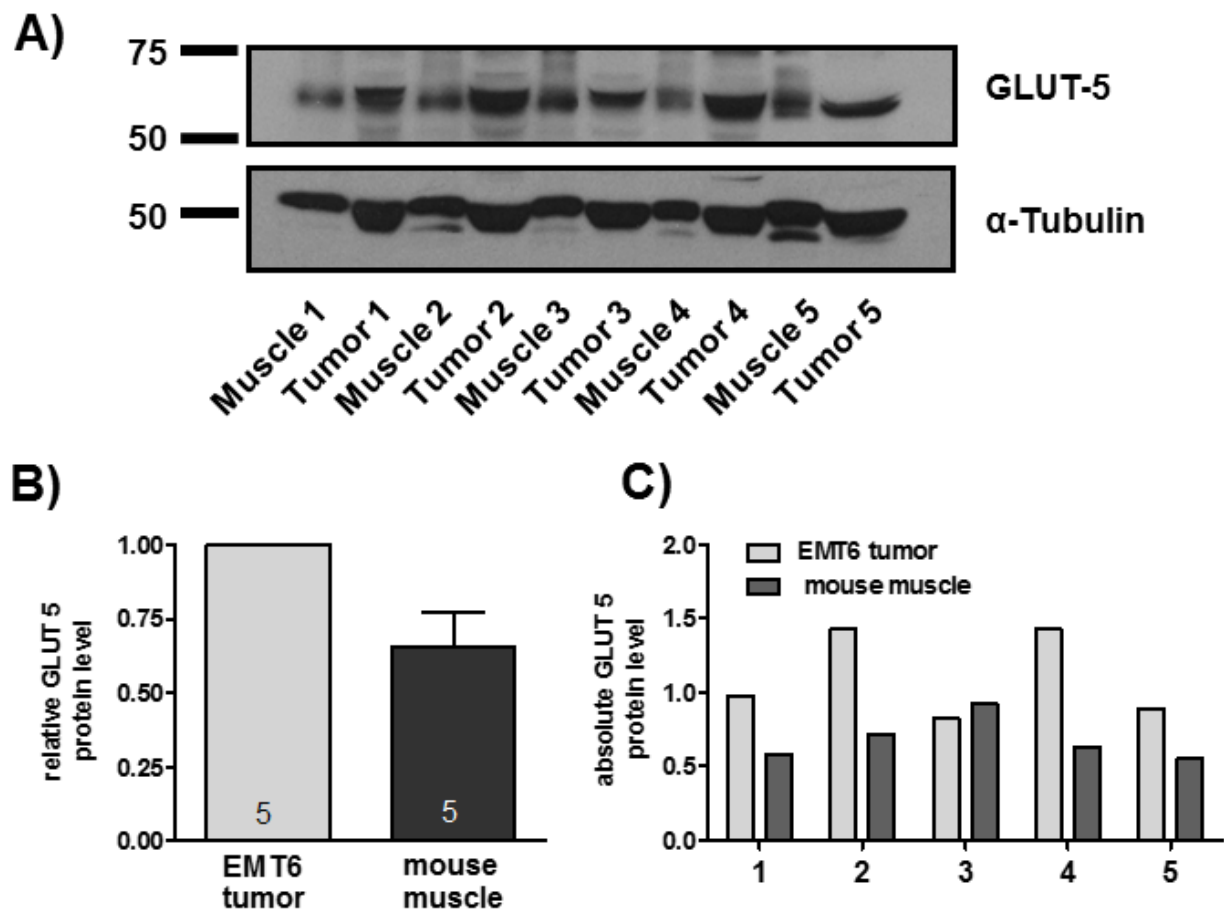 A)
75
50
GLUT-5
50
α-Tubulin
Muscle 1
Tumor 1
Muscle 2
Tumor 2
Muscle 3
Tumor 3
Muscle 4
Tumor 4
Muscle 5
Tumor 5
B)
relative GLUT 5
protein level
1.00
0.75
0.50
0.25
0.00
5
5
EMT6
tumor
mouse
muscle
C)
absolute GLUT 5
protein level
2.0
1.5
1.0
0.5
0.0
EMT6 tumor
mouse muscle
1 2 3 4 5